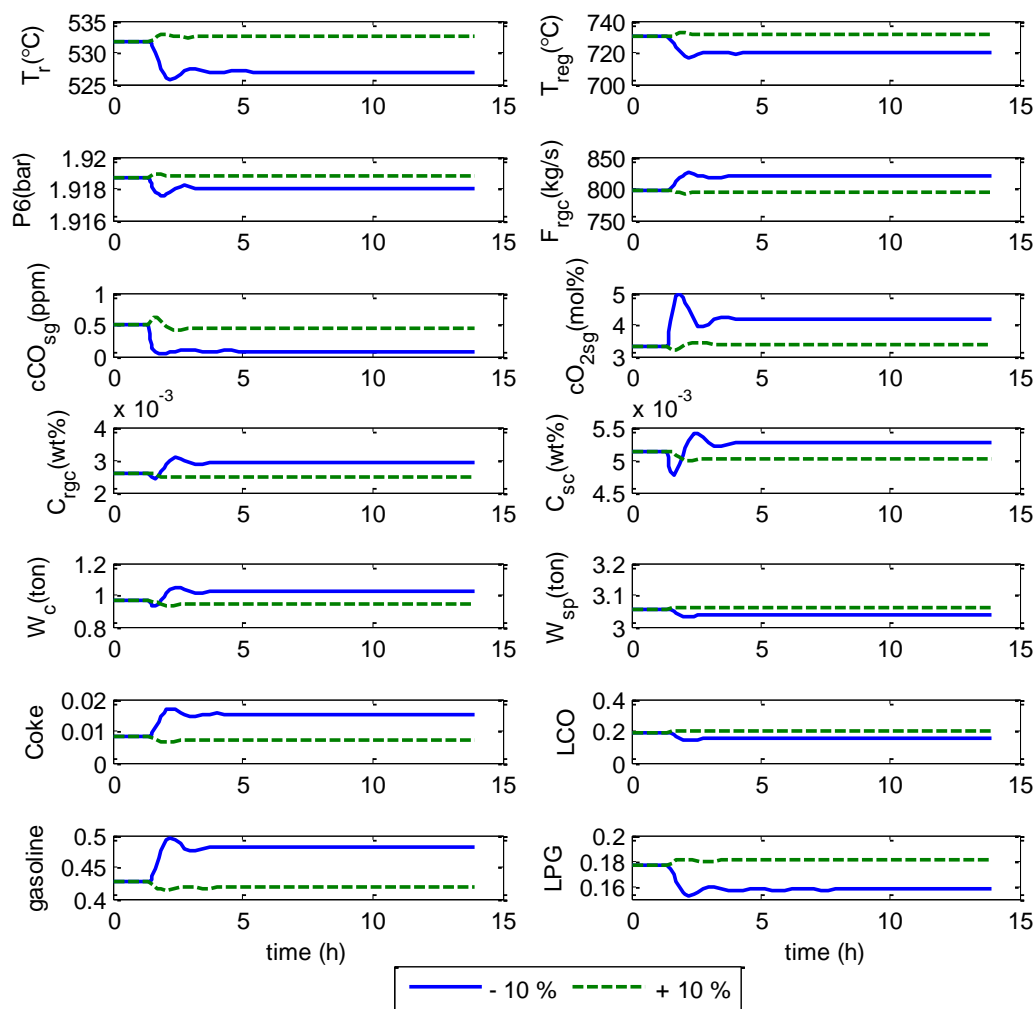 535
530
525
T_r(°C)
0 5 10 15
740
720
700
T_reg(°C)
0 5 10 15
1.92
1.918
1.916
P6(bar)
0 5 10 15
850
800
750
F_rgc(kg/s)
0 5 10 15
1
0.5
0
cCO_sg(ppm)
0 5 10 15
5
4
3
cO_2sg(mol%)
0 5 10 15
x 10^-3
4
3
2
C_rgc(wt%)
0 5 10 15
x 10^-3
5.5
5
4.5
C_sc(wt%)
0 5 10 15
1.2
1
0.8
W_c(ton)
0 5 10 15
3.2
3.1
3
W_sp(ton)
0 5 10 15
0.02
0.01
0
Coke
0 5 10 15
0.4
0.2
0
LCO
0 5 10 15
0.5
0.45
0.4
gasoline
0 5 10 15
time (h)
0.2
0.18
0.16
LPG
0 5 10 15
time (h)
- 10 % + 10 %